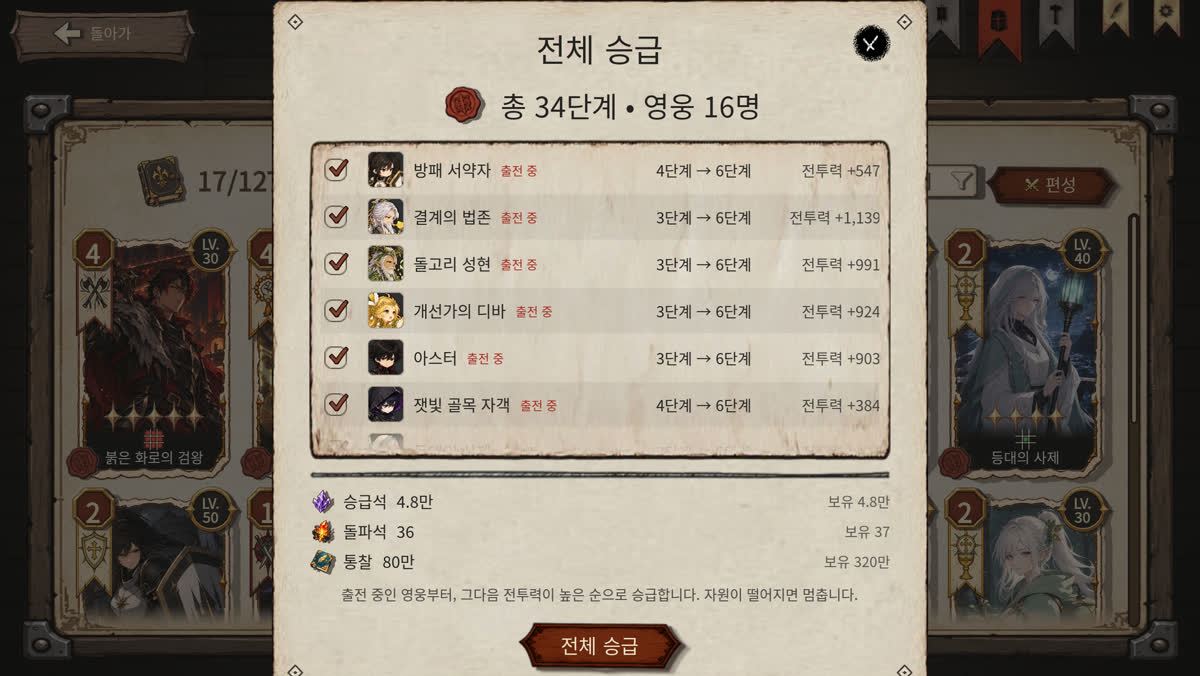 돌아가
전체 승급
총 34단계 • 영웅 16명
17/127
편성
방패 서약자 출전 중 4단계 → 6단계 전투력 +547
결계의 법존 출전 중 3단계 → 6단계 전투력 +1,139
돌고리 성현 출전 중 3단계 → 6단계 전투력 +991
개선가의 디바 출전 중 3단계 → 6단계 전투력 +924
아스터 출전 중 3단계 → 6단계 전투력 +903
잿빛 골목 자객 출전 중 4단계 → 6단계 전투력 +384
4
LV. 30
4
붉은 화로의 검왕
2
LV. 40
등대의 사제
2
LV. 50
1
2
LV. 30
승급석 4.8만 보유 4.8만
돌파석 36 보유 37
통찰 80만 보유 320만
출전 중인 영웅부터, 그다음 전투력이 높은 순으로 승급합니다. 자원이 떨어지면 멈춥니다.
전체 승급